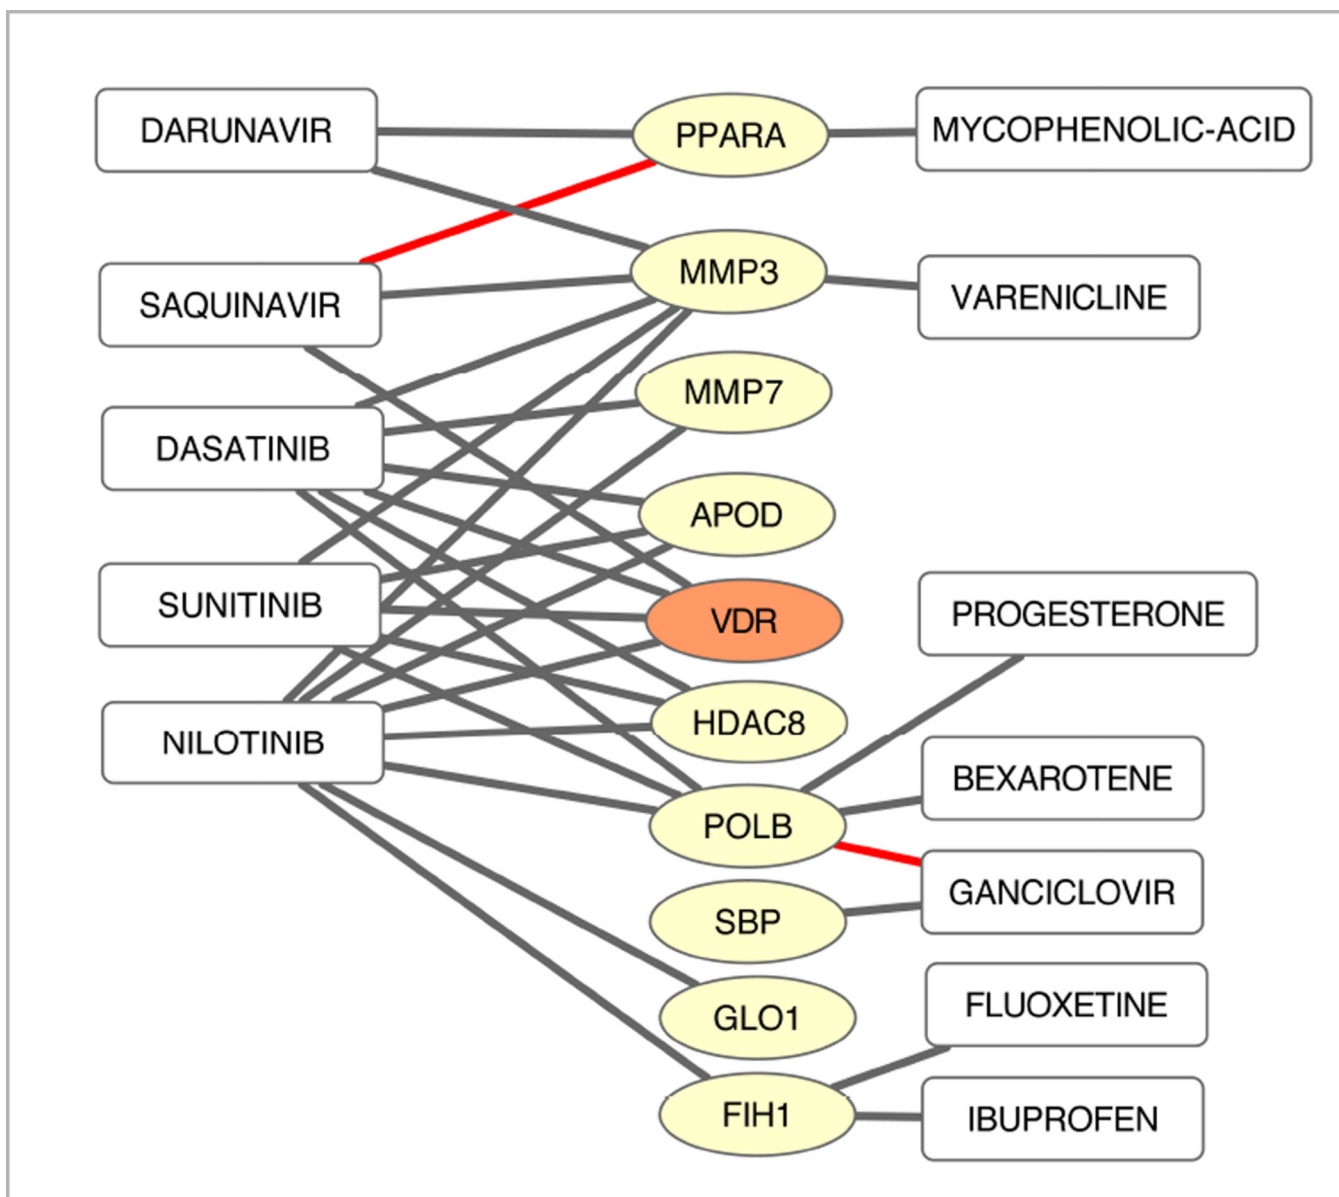 DARUNAVIR
PPARA
MYCOPHENOLIC-ACID
SAQUINAVIR
MMP3
VARENICLINE
DASATINIB
MMP7
APOD
SUNITINIB
VDR
PROGESTERONE
NILOTINIB
HDAC8
BEXAROTENE
POLB
GANCICLOVIR
SBP
FLUOXETINE
GLO1
FIH1
IBUPROFEN